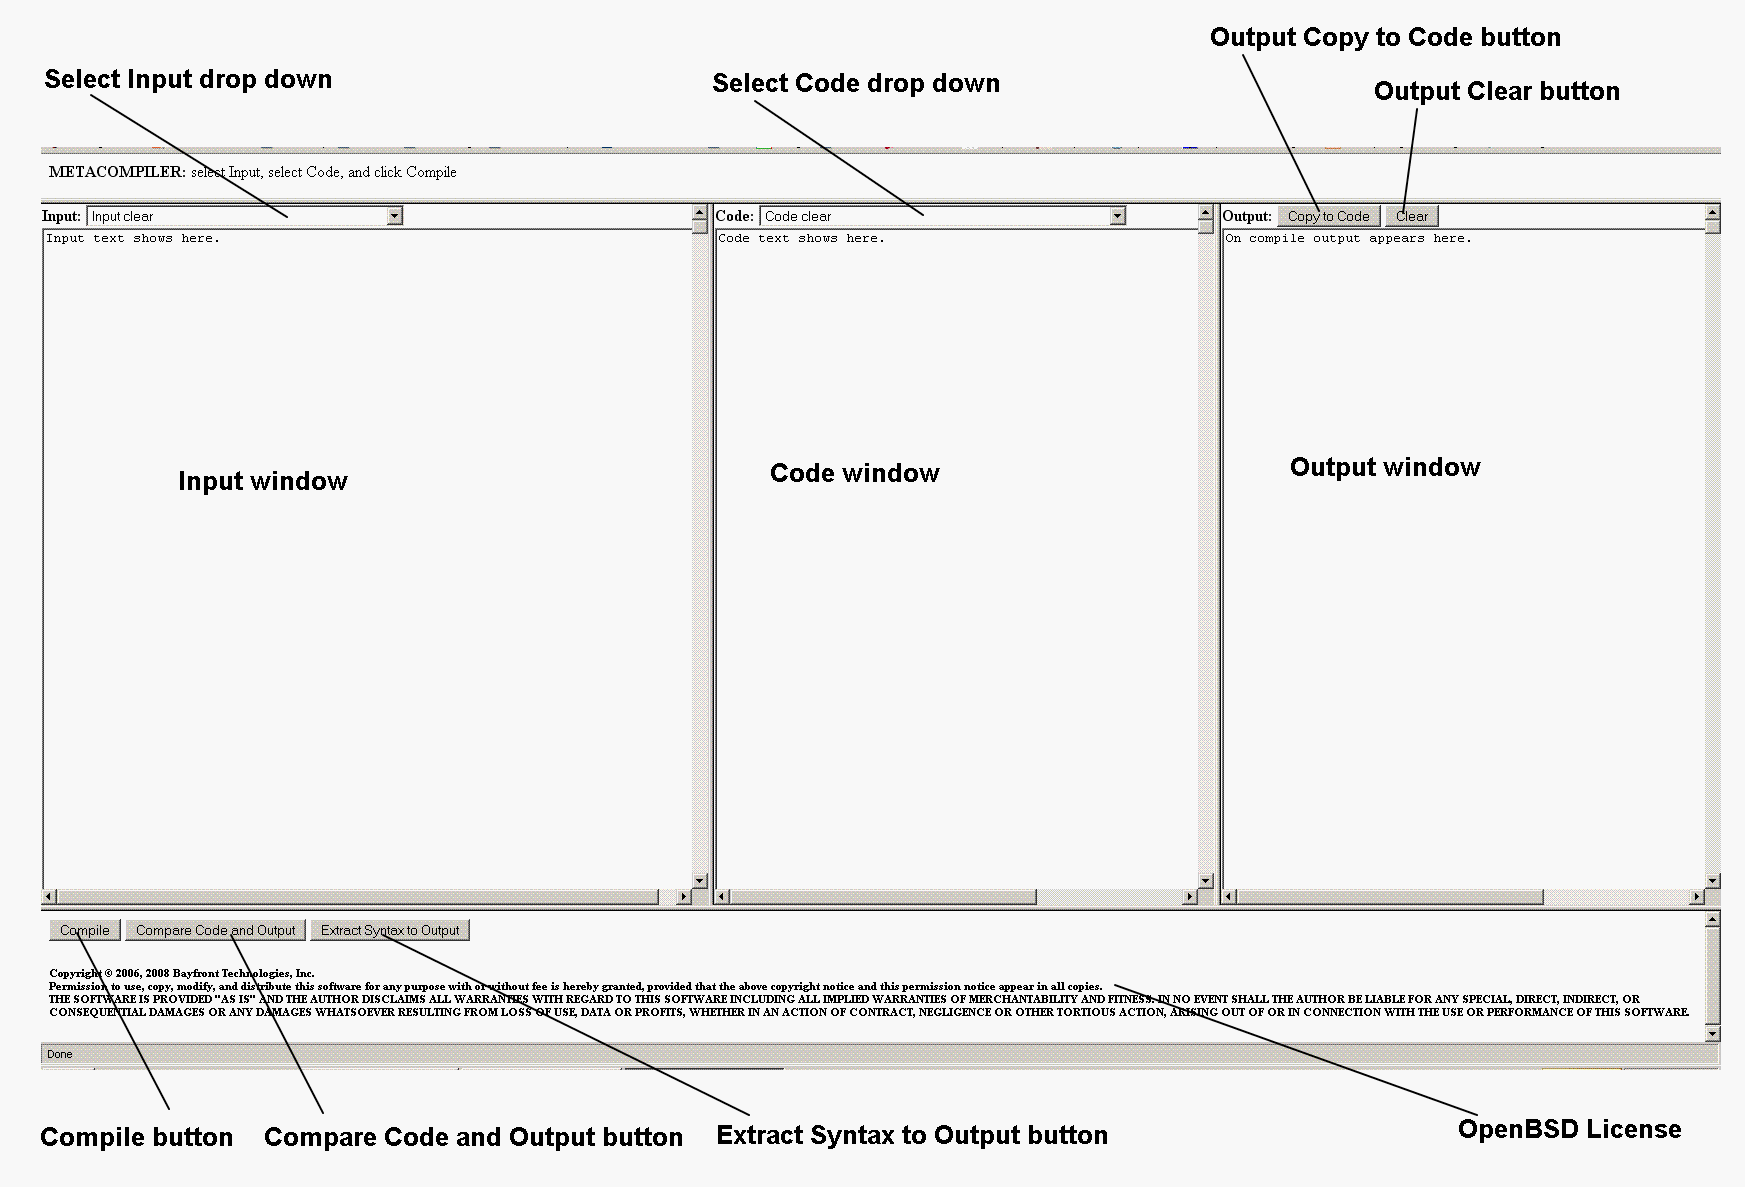 Output Copy to Code button
Select Input drop down
Select Code drop down
Output Clear button
METACOMPILER: select Input, select Code, and click Compile
Input: Input clear
Code: Code clear
Output: Copy to Code Clear
Input text shows here.
Code text shows here.
On compile output appears here.
Input window
Code window
Output window
Compile Compare Code and Output Extract Syntax to Output
Copyright © 2006, 2008 Bayfront Technologies, Inc.
Permission to use, copy, modify, and distribute this software for any purpose with or without fee is hereby granted, provided that the above copyright notice and this permission notice appear in all copies.
THE SOFTWARE IS PROVIDED "AS IS" AND THE AUTHOR DISCLAIMS ALL WARRANTIES WITH REGARD TO THIS SOFTWARE INCLUDING ALL IMPLIED WARRANTIES OF MERCHANTABILITY AND FITNESS. IN NO EVENT SHALL THE AUTHOR BE LIABLE FOR ANY SPECIAL, DIRECT, INDIRECT, OR
CONSEQUENTIAL DAMAGES OR ANY DAMAGES WHATSOEVER RESULTING FROM LOSS OF USE, DATA OR PROFITS, WHETHER IN AN ACTION OF CONTRACT, NEGLIGENCE OR OTHER TORTIOUS ACTION, ARISING OUT OF OR IN CONNECTION WITH THE USE OR PERFORMANCE OF THIS SOFTWARE.
Done
Compile button
Compare Code and Output button
Extract Syntax to Output button
OpenBSD License